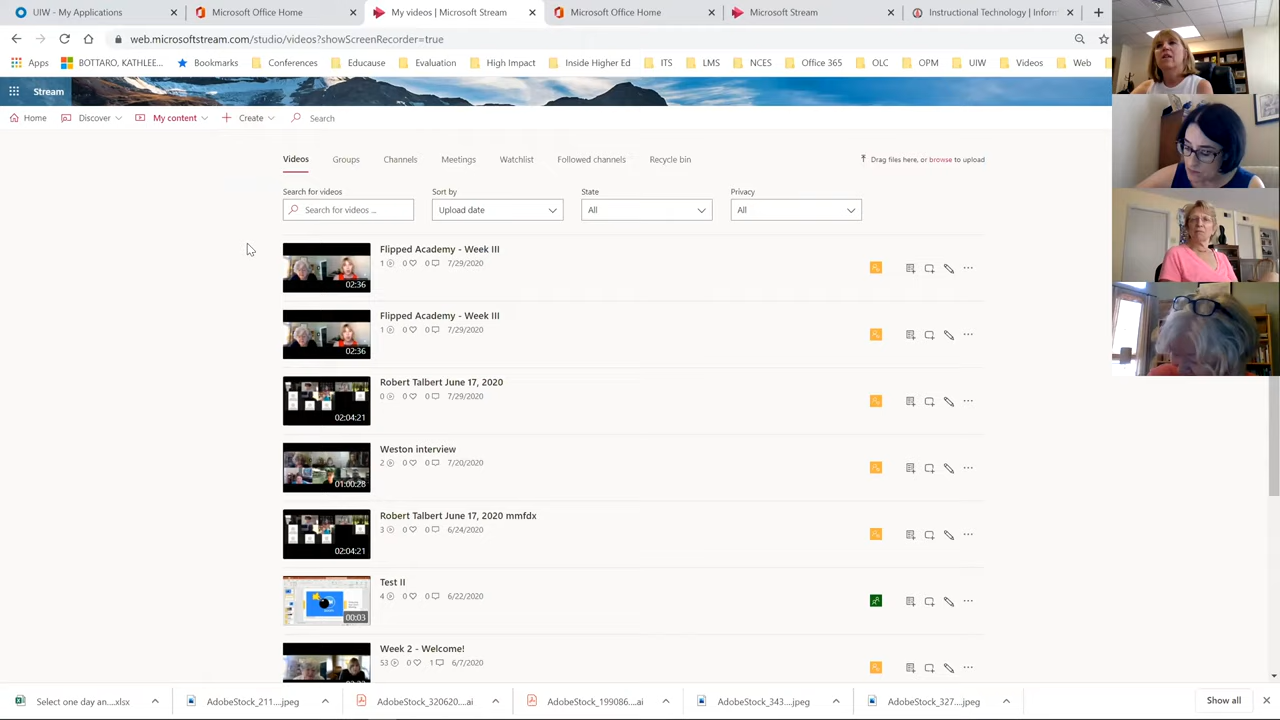 UIW - My Applications
Microsoft Office Home
My videos | Microsoft Stream
Microsoft Office Home
Microsoft Strm
Instructional Technology | Inform
web.microsoftstream.com/studio/videos?showScreenRecorder=true
Apps
BOTTARO, KATHLEE...
Bookmarks
Conferences
Educause
Evaluation
High Impact
Inside Higher Ed
ITS
LMS
NCES
Office 365
OLC
OPM
UIW
Videos
Web
Stream
Home
Discover
My content
Create
Search
Videos
Groups
Channels
Meetings
Watchlist
Followed channels
Recycle bin
Drag files here, or browse to upload
Search for videos
Sort by
State
Privacy
Search for videos ...
Upload date
All
All
Flipped Academy - Week III
1 0 0 7/29/2020
02:36
Flipped Academy - Week III
1 0 0 7/29/2020
02:36
Robert Talbert June 17, 2020
0 0 0 7/29/2020
02:04:21
Weston interview
2 0 0 7/20/2020
01:00:28
Robert Talbert June 17, 2020 mmfdx
3 0 0 6/24/2020
02:04:21
Test II
4 0 0 6/22/2020
00:03
Week 2 - Welcome!
53 0 1 6/7/2020
Select one day an....xlsx
AdobeStock_211....jpeg
AdobeStock_320620....ai
AdobeStock_199086....ai
AdobeStock_343....jpeg
AdobeStock_327....jpeg
Show all